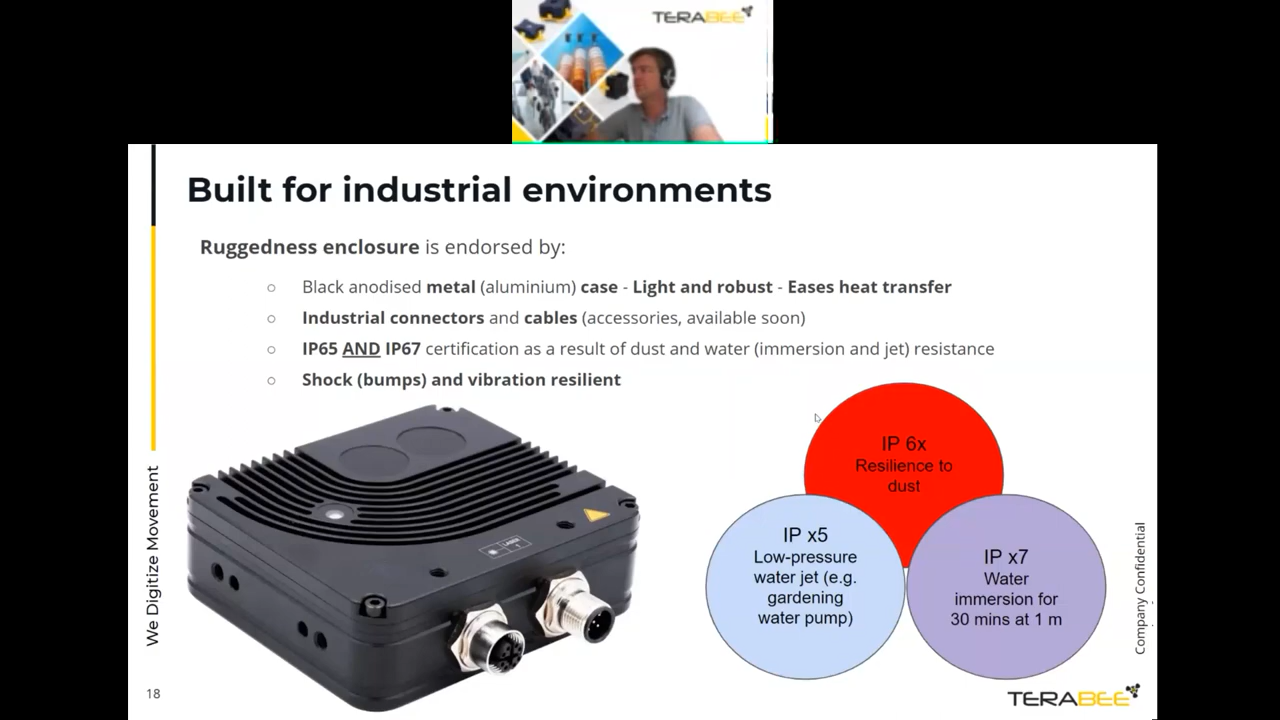 TERABEE
Built for industrial environments
Ruggedness enclosure is endorsed by:
○ Black anodised metal (aluminium) case - Light and robust - Eases heat transfer
○ Industrial connectors and cables (accessories, available soon)
○ IP65 AND IP67 certification as a result of dust and water (immersion and jet) resistance
○ Shock (bumps) and vibration resilient
IP 6x
Resilience to
dust
IP x5
Low-pressure
water jet (e.g.
gardening
water pump)
IP x7
Water
immersion for
30 mins at 1 m
LASER
We Digitize Movement
Company Confidential
18
TERABEE